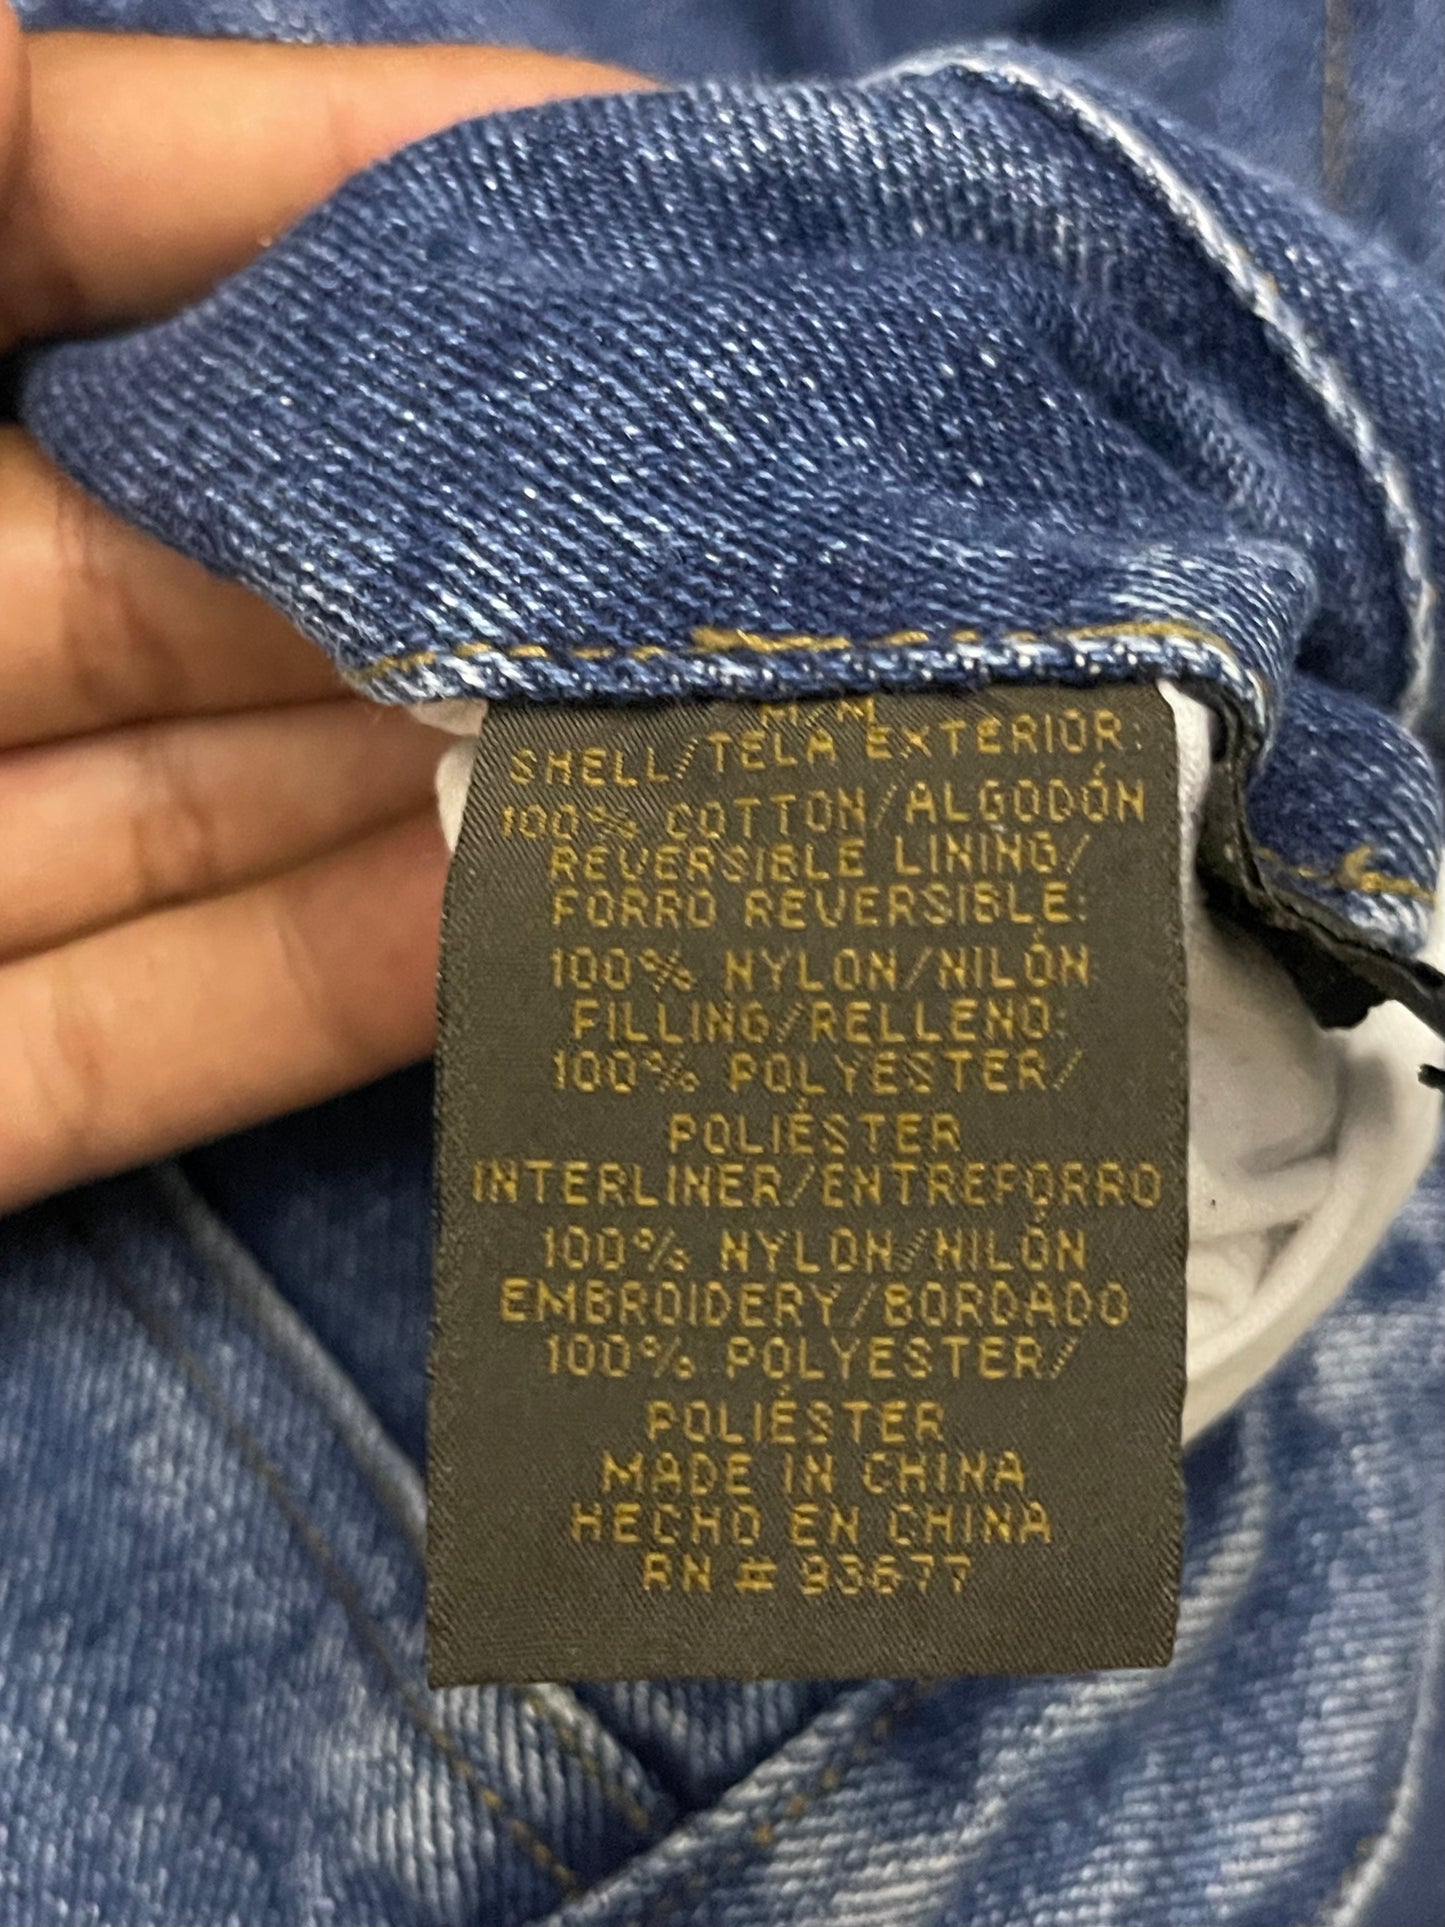 M/M
SHELL/TELA EXTERIOR:
100% COTTON/ALGODÓN
REVERSIBLE LINING/
FORRO REVERSIBLE:
100% NYLON/NILÓN
FILLING/RELLENO:
100% POLYESTER/
POLIÉSTER
INTERLINER/ENTREFORRO
100% NYLON/NILÓN
EMBROIDERY/BORDADO
100% POLYESTER/
POLIÉSTER
MADE IN CHINA
HECHO EN CHINA
RN # 93677